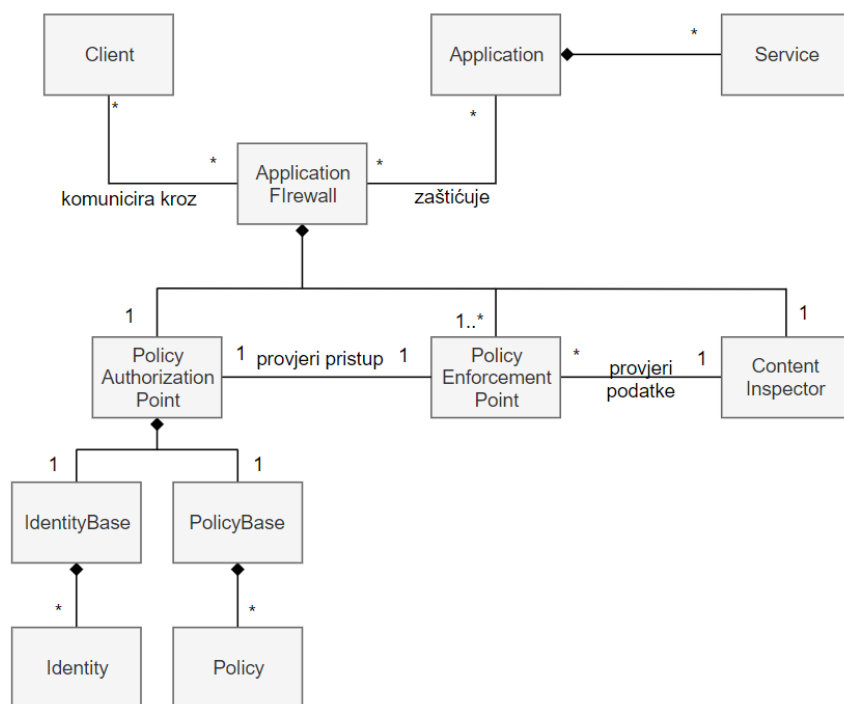 Client
Application
*
Service
*
*
*
Application
FIrewall
*
komunicira kroz
zaštićuje
1
1..*
1
Policy
Authorization
Point
1
provjeri pristup
1
Policy
Enforcement
Point
*
provjeri
podatke
1
Content
Inspector
1
1
IdentityBase
PolicyBase
*
*
Identity
Policy